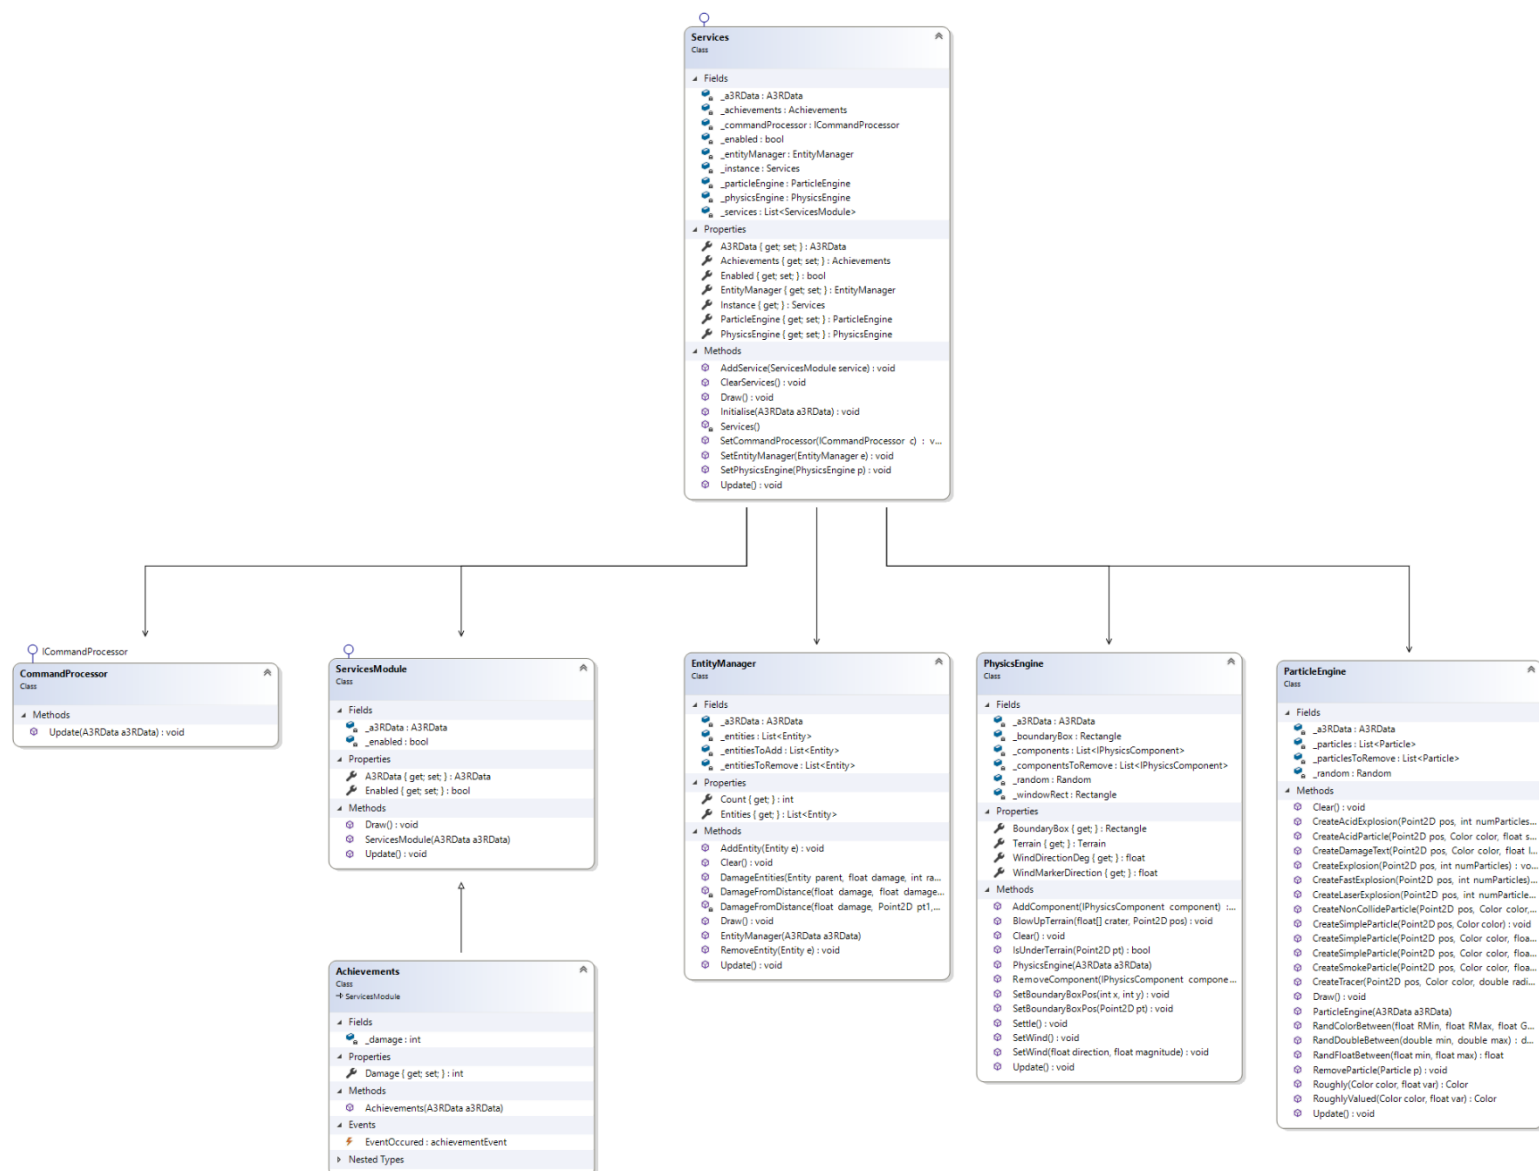 Services
Class
Fields
_a3RData : A3RData
_achievements : Achievements
_commandProcessor : ICommandProcessor
_enabled : bool
_entityManager : EntityManager
_instance : Services
_particleEngine : ParticleEngine
_physicsEngine : PhysicsEngine
_services : List<ServicesModule>
Properties
A3RData { get; set; } : A3RData
Achievements { get; set; } : Achievements
Enabled { get; set; } : bool
EntityManager { get; set; } : EntityManager
Instance { get; } : Services
ParticleEngine { get; set; } : ParticleEngine
PhysicsEngine { get; set; } : PhysicsEngine
Methods
AddService(ServicesModule service) : void
ClearServices() : void
Draw() : void
Initialise(A3RData a3RData) : void
Services()
SetCommandProcessor(ICommandProcessor c) : v...
SetEntityManager(EntityManager e) : void
SetPhysicsEngine(PhysicsEngine p) : void
Update() : void
ICommandProcessor
CommandProcessor
Class
Methods
Update(A3RData a3RData) : void
ServicesModule
Class
Fields
_a3RData : A3RData
_enabled : bool
Properties
A3RData { get; set; } : A3RData
Enabled { get; set; } : bool
Methods
Draw() : void
ServicesModule(A3RData a3RData)
Update() : void
Achievements
Class
ServicesModule
Fields
_damage : int
Properties
Damage { get; set; } : int
Methods
Achievements(A3RData a3RData)
Events
EventOccured : achievementEvent
Nested Types
EntityManager
Class
Fields
_a3RData : A3RData
_entities : List<Entity>
_entitiesToAdd : List<Entity>
_entitiesToRemove : List<Entity>
Properties
Count { get; } : int
Entities { get; } : List<Entity>
Methods
AddEntity(Entity e) : void
Clear() : void
DamageEntities(Entity parent, float damage, int ra...
DamageFromDistance(float damage, float damage...
DamageFromDistance(float damage, Point2D pt1,...
Draw() : void
EntityManager(A3RData a3RData)
RemoveEntity(Entity e) : void
Update() : void
PhysicsEngine
Class
Fields
_a3RData : A3RData
_boundaryBox : Rectangle
_components : List<IPhysicsComponent>
_componentsToRemove : List<IPhysicsComponent>
_random : Random
_windowRect : Rectangle
Properties
BoundaryBox { get; } : Rectangle
Terrain { get; } : Terrain
WindDirectionDeg { get; } : float
WindMarkerDirection { get; } : float
Methods
AddComponent(IPhysicsComponent component) :...
BlowUpTerrain(float[] crater, Point2D pos) : void
Clear() : void
IsUnderTerrain(Point2D pt) : bool
PhysicsEngine(A3RData a3RData)
RemoveComponent(IPhysicsComponent compone...
SetBoundaryBoxPos(int x, int y) : void
SetBoundaryBoxPos(Point2D pt) : void
Settle() : void
SetWind() : void
SetWind(float direction, float magnitude) : void
Update() : void
ParticleEngine
Class
Fields
_a3RData : A3RData
_particles : List<Particle>
_particlesToRemove : List<Particle>
_random : Random
Methods
Clear() : void
CreateAcidExplosion(Point2D pos, int numParticles...
CreateAcidParticle(Point2D pos, Color color, float s...
CreateDamageText(Point2D pos, Color color, float l...
CreateExplosion(Point2D pos, int numParticles) : vo...
CreateFastExplosion(Point2D pos, int numParticles)...
CreateLaserExplosion(Point2D pos, int numParticle...
CreateNonCollideParticle(Point2D pos, Color color,...
CreateSimpleParticle(Point2D pos, Color color) : void
CreateSimpleParticle(Point2D pos, Color color, floa...
CreateSimpleParticle(Point2D pos, Color color, floa...
CreateSmokeParticle(Point2D pos, Color color, floa...
CreateTracer(Point2D pos, Color color, double radi...
Draw() : void
ParticleEngine(A3RData a3RData)
RandColorBetween(float RMin, float RMax, float G...
RandDoubleBetween(double min, double max) : d...
RandFloatBetween(float min, float max) : float
RemoveParticle(Particle p) : void
Roughly(Color color, float var) : Color
RoughlyValued(Color color, float var) : Color
Update() : void